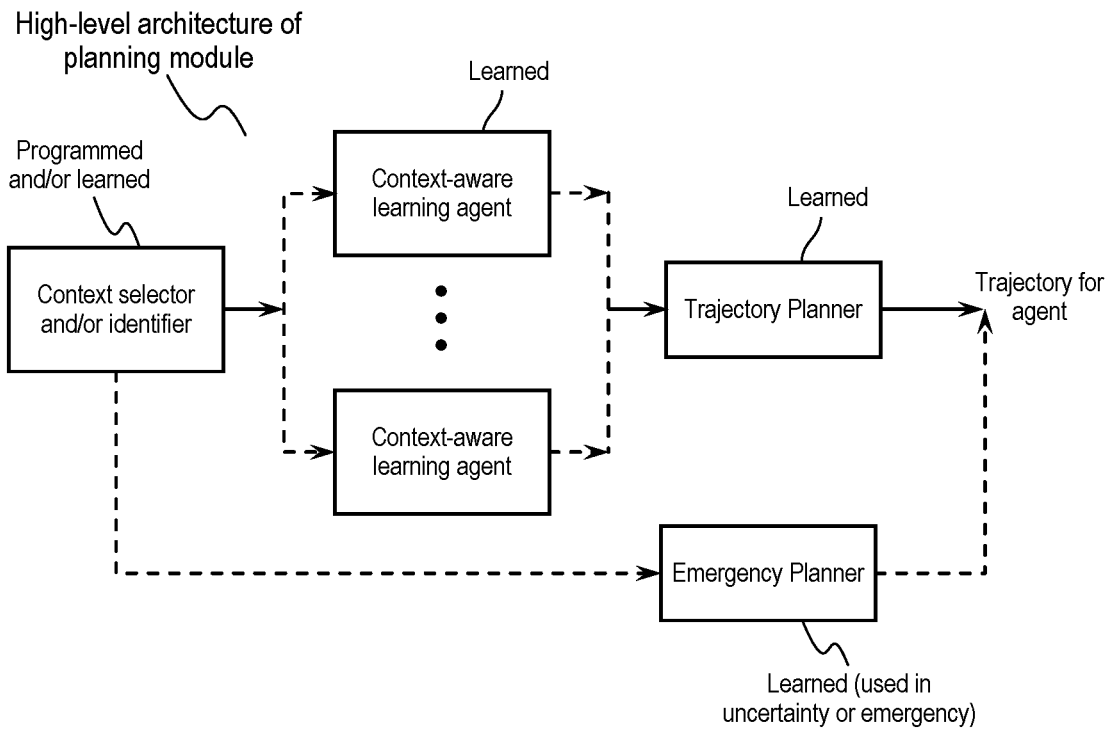 High-level architecture of
planning module
Learned
Programmed
and/or learned
Context-aware
learning agent
Learned
Context selector
and/or identifier
Trajectory Planner
Trajectory for
agent
Context-aware
learning agent
Emergency Planner
Learned (used in
uncertainty or emergency)